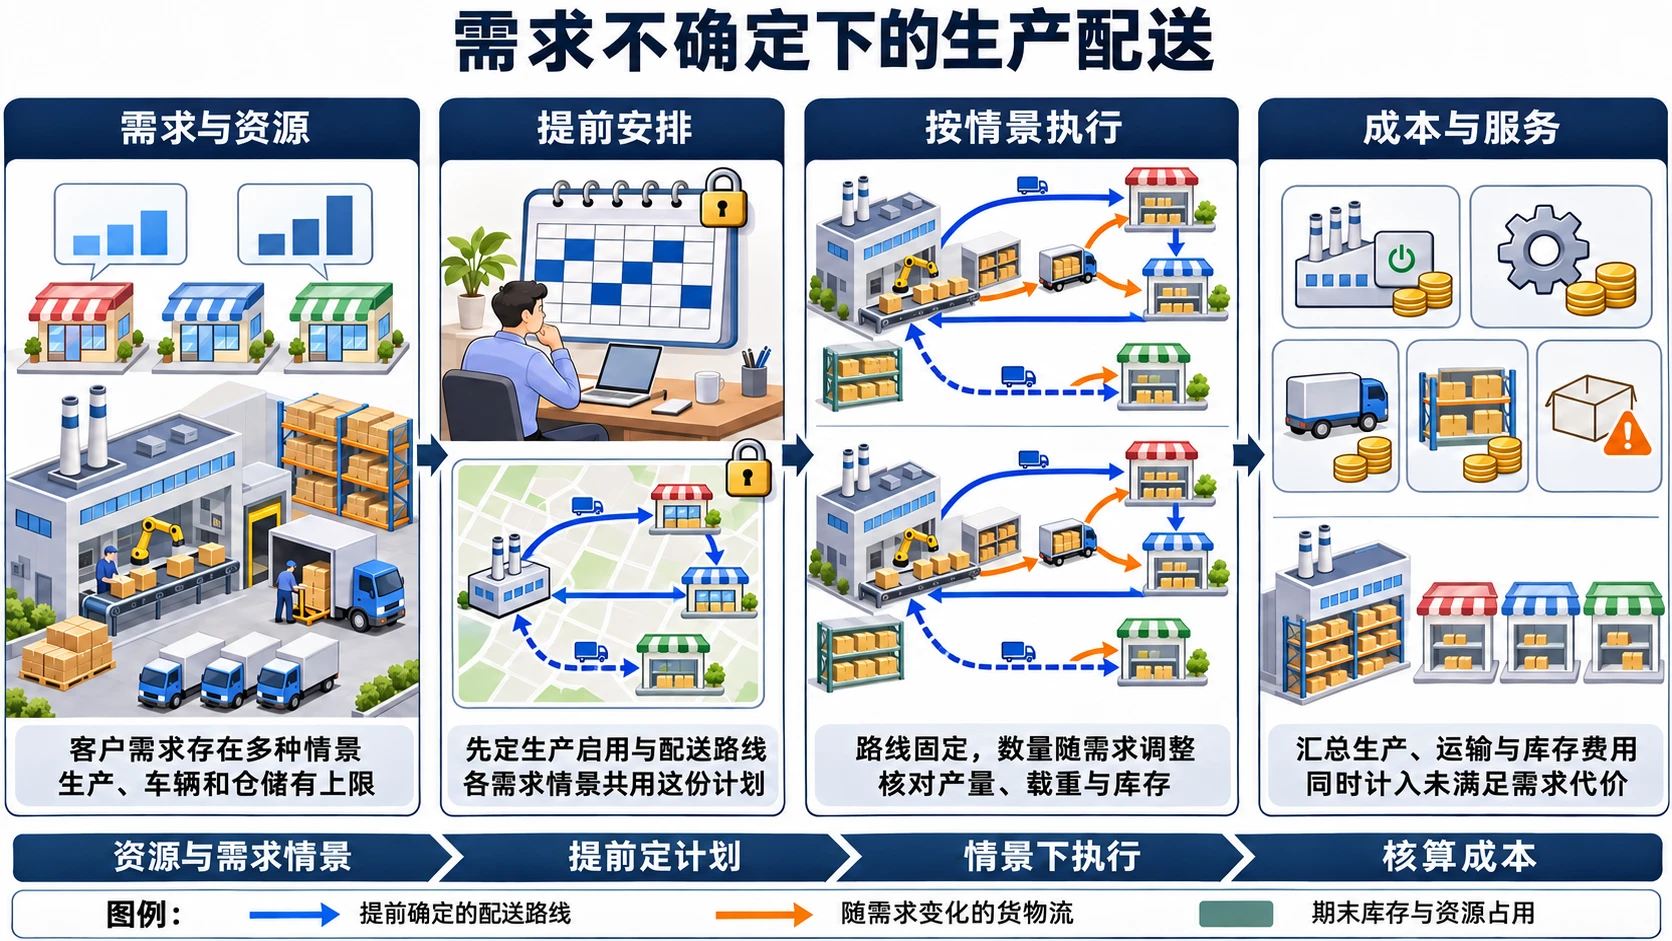 需求不确定下的生产配送
需求与资源
客户需求存在多种情景
生产、车辆和仓储有上限
提前安排
先定生产启用与配送路线
各需求情景共用这份计划
按情景执行
路线固定，数量随需求调整
核对产量、载重与库存
成本与服务
汇总生产、运输与库存费用
同时计入未满足需求代价
资源与需求情景
提前定计划
情景下执行
核算成本
图例：
提前确定的配送路线
随需求变化的货物流
期末库存与资源占用